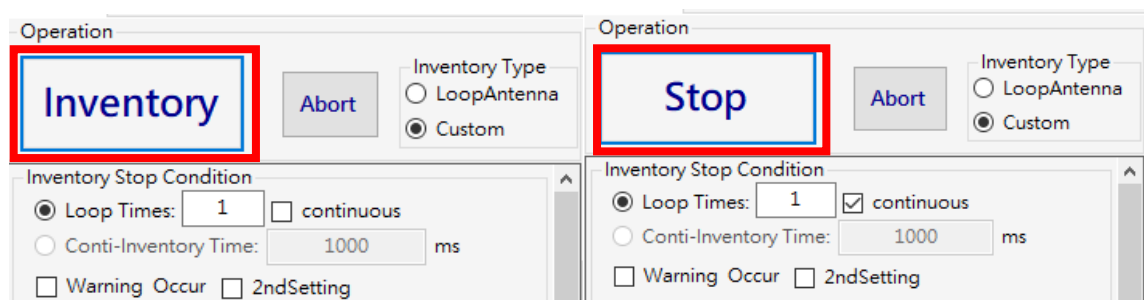 Operation
Inventory
Abort
Inventory Type
LoopAntenna
Custom
Inventory Stop Condition
Loop Times: 1 continuous
Conti-Inventory Time: 1000 ms
Warning Occur 2ndSetting
Operation
Stop
Abort
Inventory Type
LoopAntenna
Custom
Inventory Stop Condition
Loop Times: 1 continuous
Conti-Inventory Time: 1000 ms
Warning Occur 2ndSetting